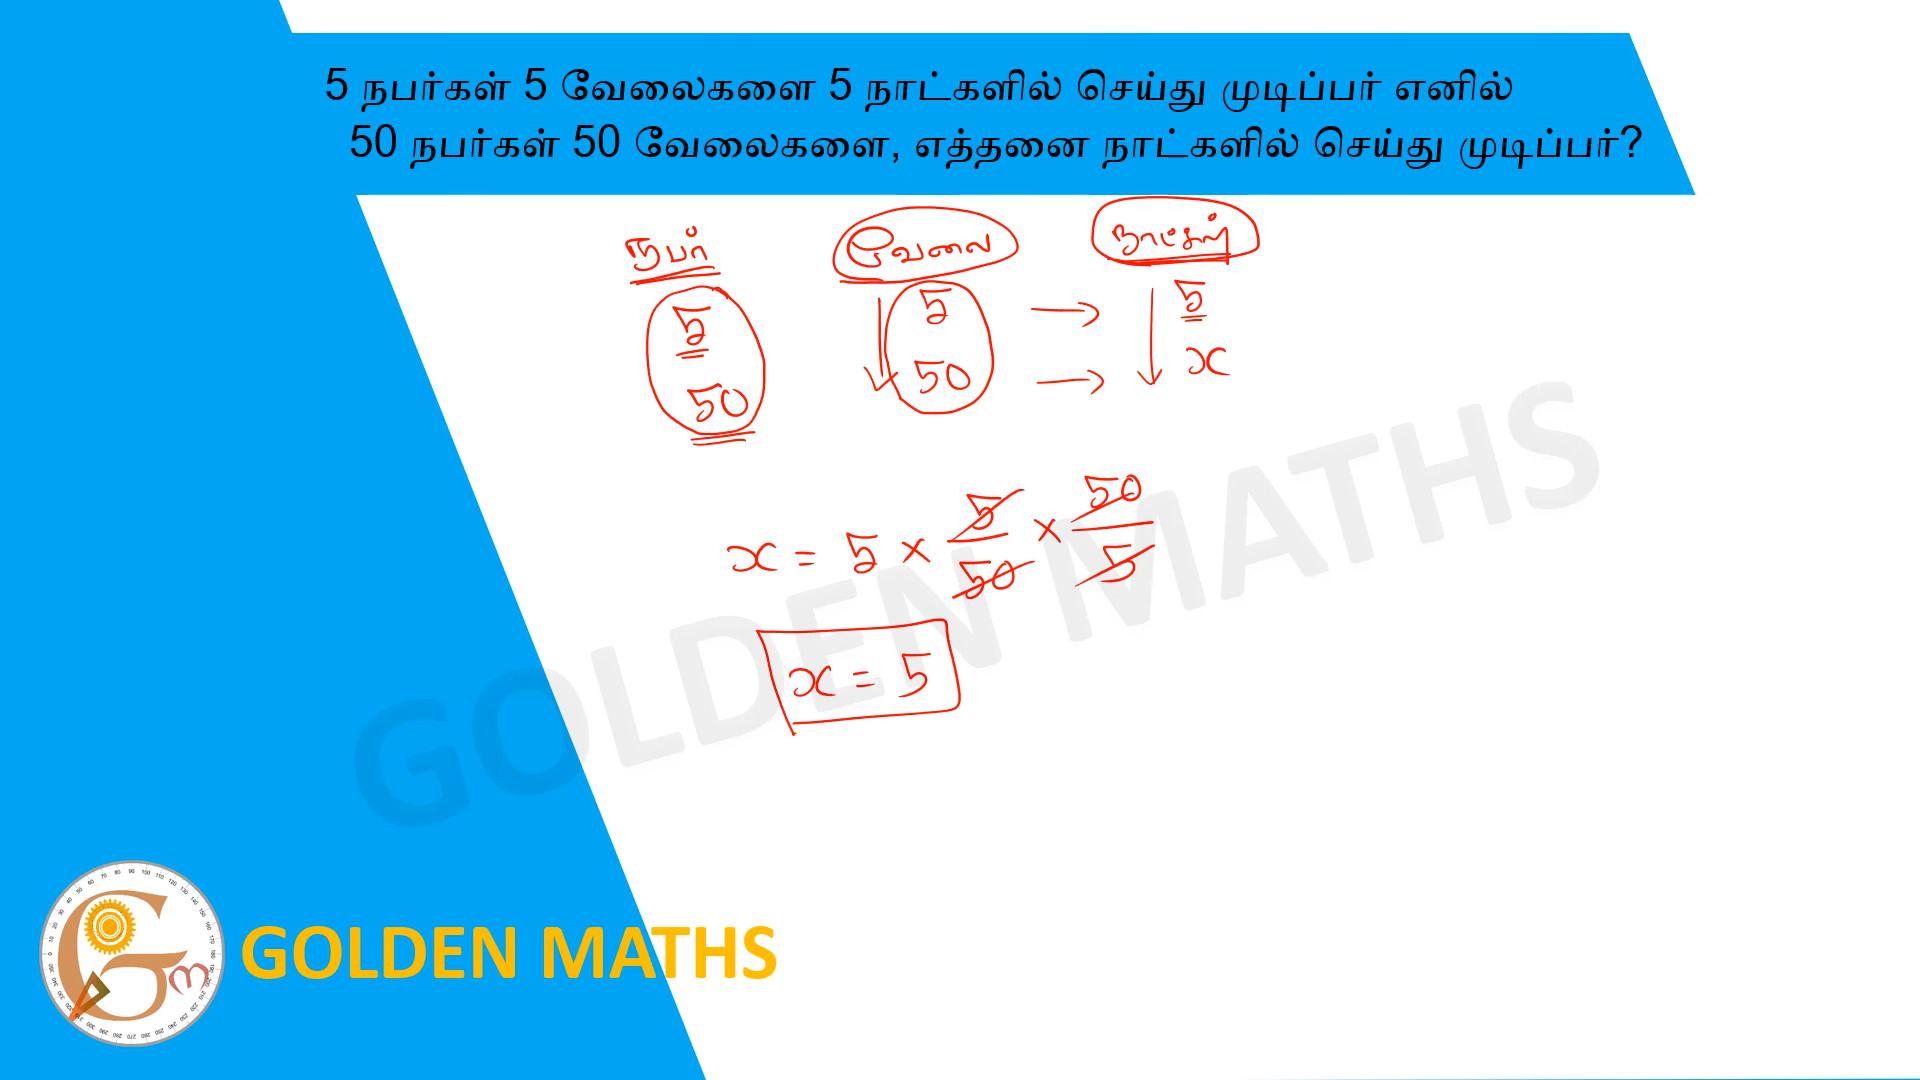 5 நபர்கள் 5 வேலைகளை 5 நாட்களில் செய்து முடிப்பர் எனில்
50 நபர்கள் 50 வேலைகளை, எத்தனை நாட்களில் செய்து முடிப்பர்?
நபர் வேலை நாட்கள்
5 5 → 5
50 50 → x
x = 5 × 5/50 × 50/5
x = 5
GOLDEN MATHS
GOLDEN MATHS